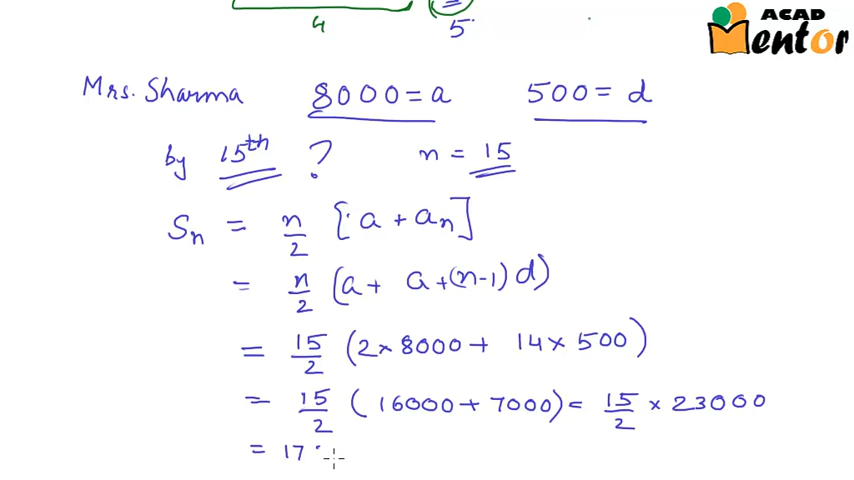 4
5
ACAD
Mentor
Mrs. Sharma 8000 = a 500 = d
by 15th ? n = 15
Sn = n/2 [a + an]
= n/2 (a + a + (n-1) d)
= 15/2 (2 × 8000 + 14 × 500)
= 15/2 (16000 + 7000) = 15/2 × 23000
= 17